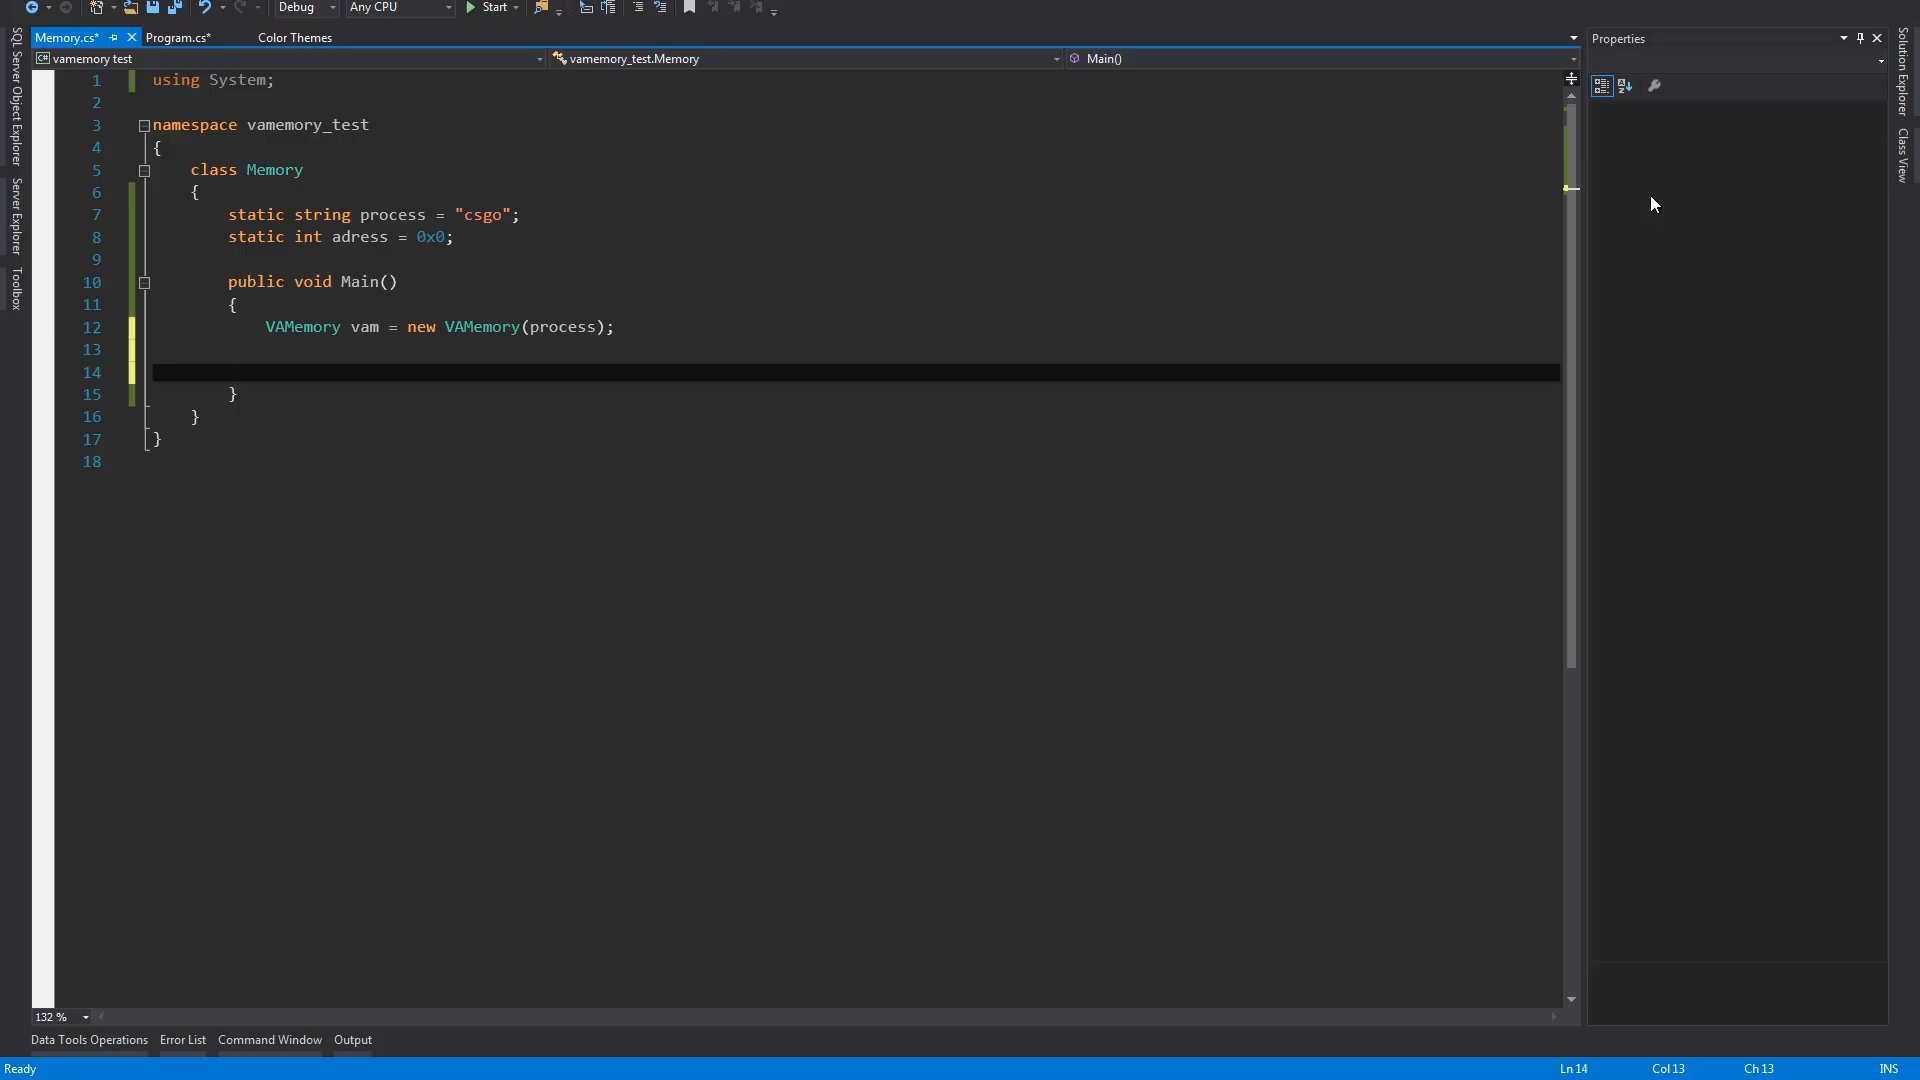 Debug
Any CPU
Start
Memory.cs*
Program.cs*
Color Themes
Properties
vamemory test
vamemory_test.Memory
Main()
SQL Server Object Explorer
Server Explorer
Toolbox
Solution Explorer
Class View
1 using System;
2
3 namespace vamemory_test
4 {
5 class Memory
6 {
7 static string process = "csgo";
8 static int adress = 0x0;
9
10 public void Main()
11 {
12 VAMemory vam = new VAMemory(process);
13
14
15 }
16 }
17 }
18
132 %
Data Tools Operations
Error List
Command Window
Output
Ready
Ln 14
Col 13
Ch 13
INS